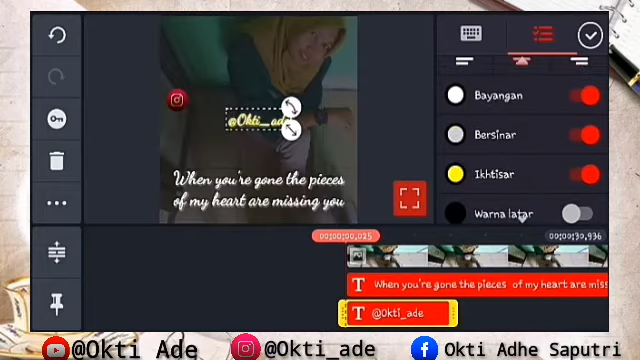 Bayangan
@Okti_ade
Bersinar
Ikhtisar
When you're gone the pieces
of my heart are missing you
Warna latar
00:00:00,025
00:00:30,936
T When you're gone the pieces of my heart are miss
T @Okti_ade
@Okti Ade
@Okti_ade
Okti Adhe Saputri